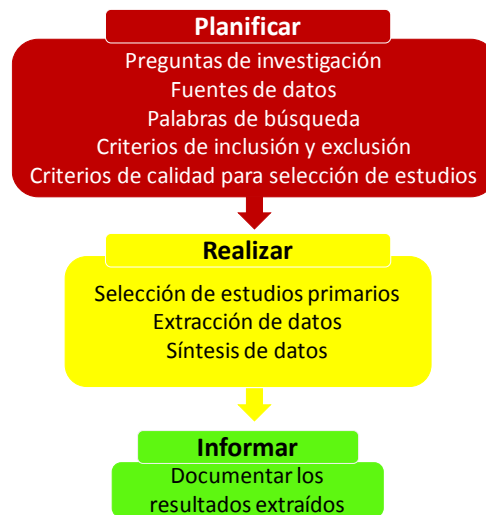 Planificar
Preguntas de investigación
Fuentes de datos
Palabras de búsqueda
Criterios de inclusión y exclusión
Criterios de calidad para selección de estudios
Realizar
Selección de estudios primarios
Extracción de datos
Síntesis de datos
Informar
Documentar los
resultados extraídos